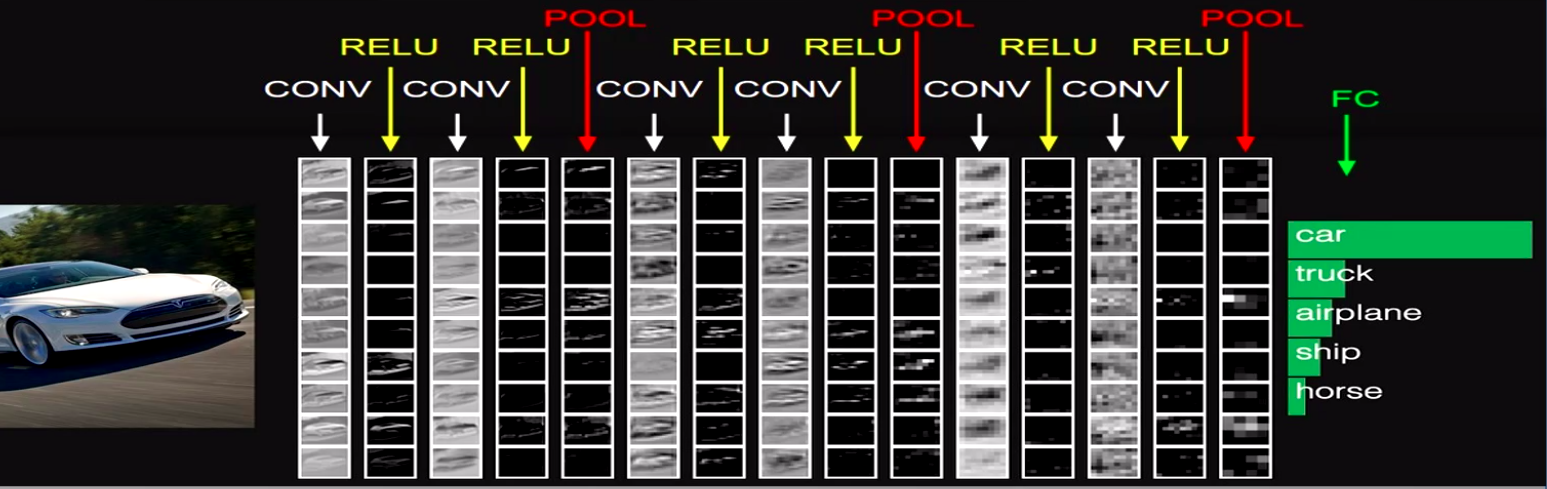 POOL POOL POOL
RELU RELU RELU RELU RELU RELU
CONV CONV CONV CONV CONV CONV
FC
car
truck
airplane
ship
horse